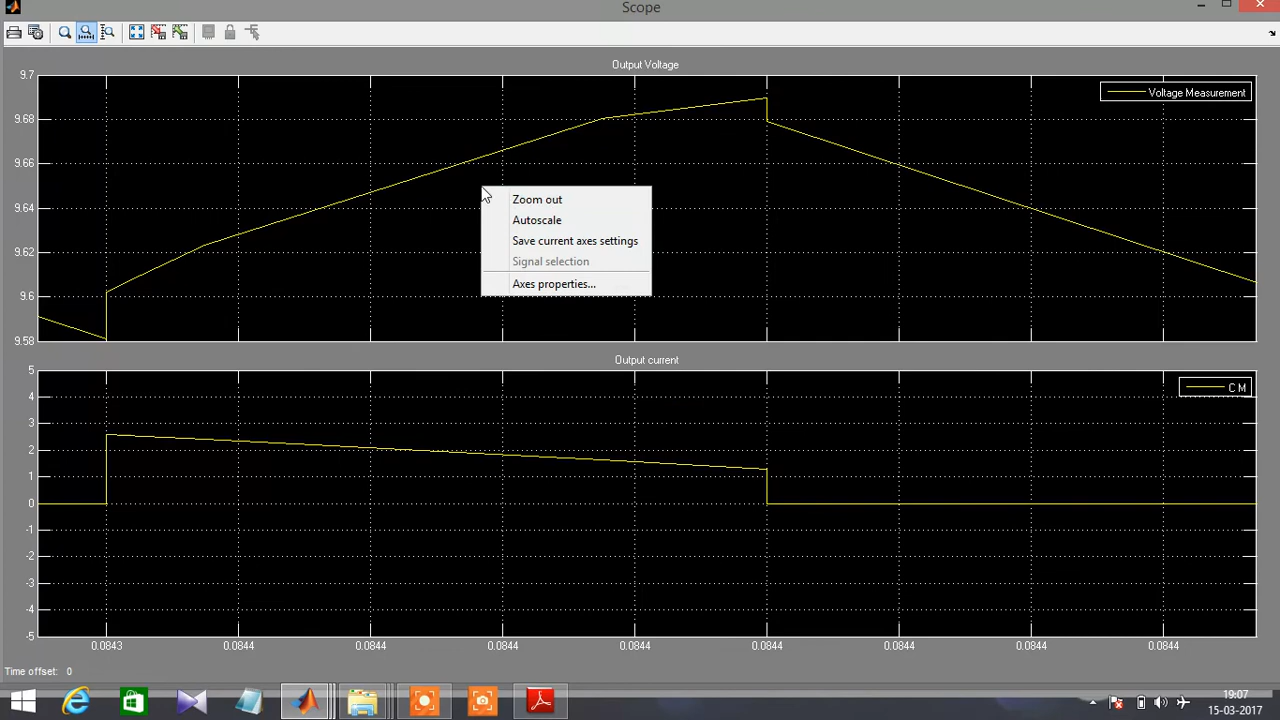 Scope
Output Voltage
9.7
9.68
9.66
9.64
9.62
9.6
9.58
Voltage Measurement
Zoom out
Autoscale
Save current axes settings
Signal selection
Axes properties...
Output current
5
4
3
2
1
0
-1
-2
-3
-4
-5
C M
0.0843 0.0844 0.0844 0.0844 0.0844 0.0844 0.0844 0.0844 0.0844
Time offset: 0
19:07
15-03-2017